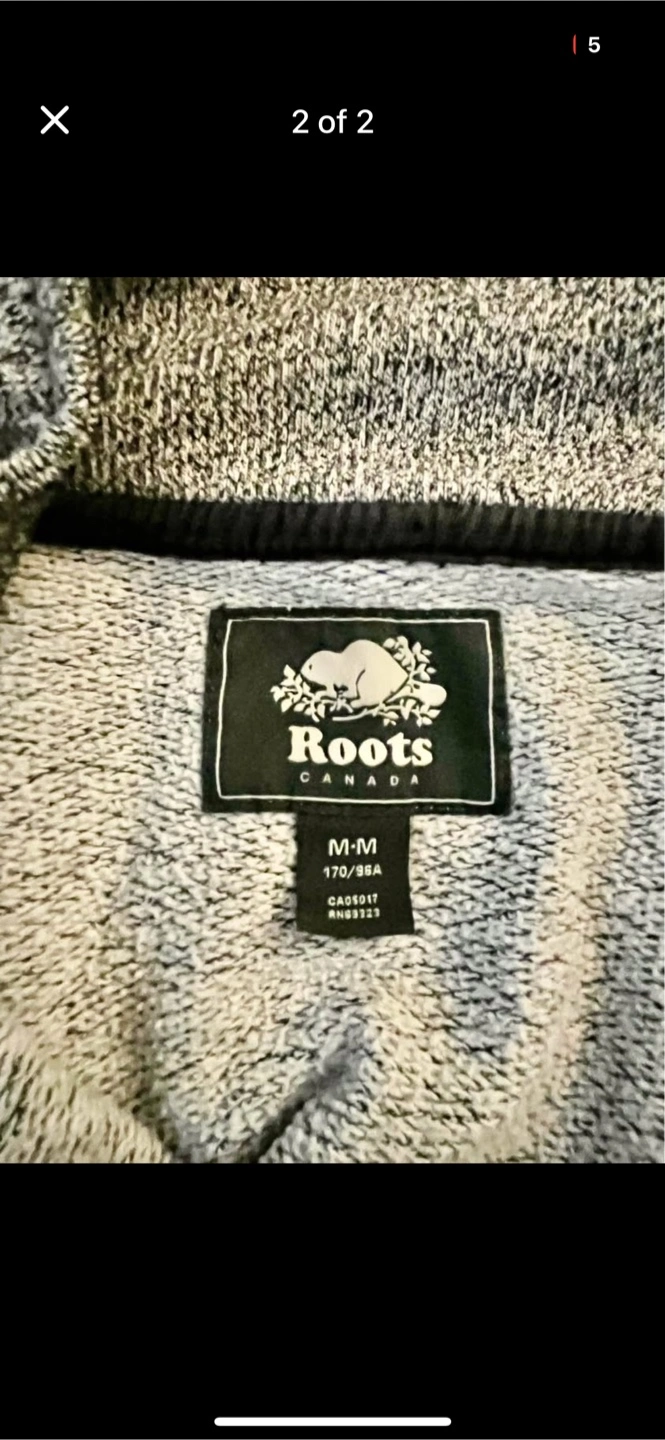 5
2 of 2
Roots
CANADA
M·M
170/96A
CA05017
RN69323